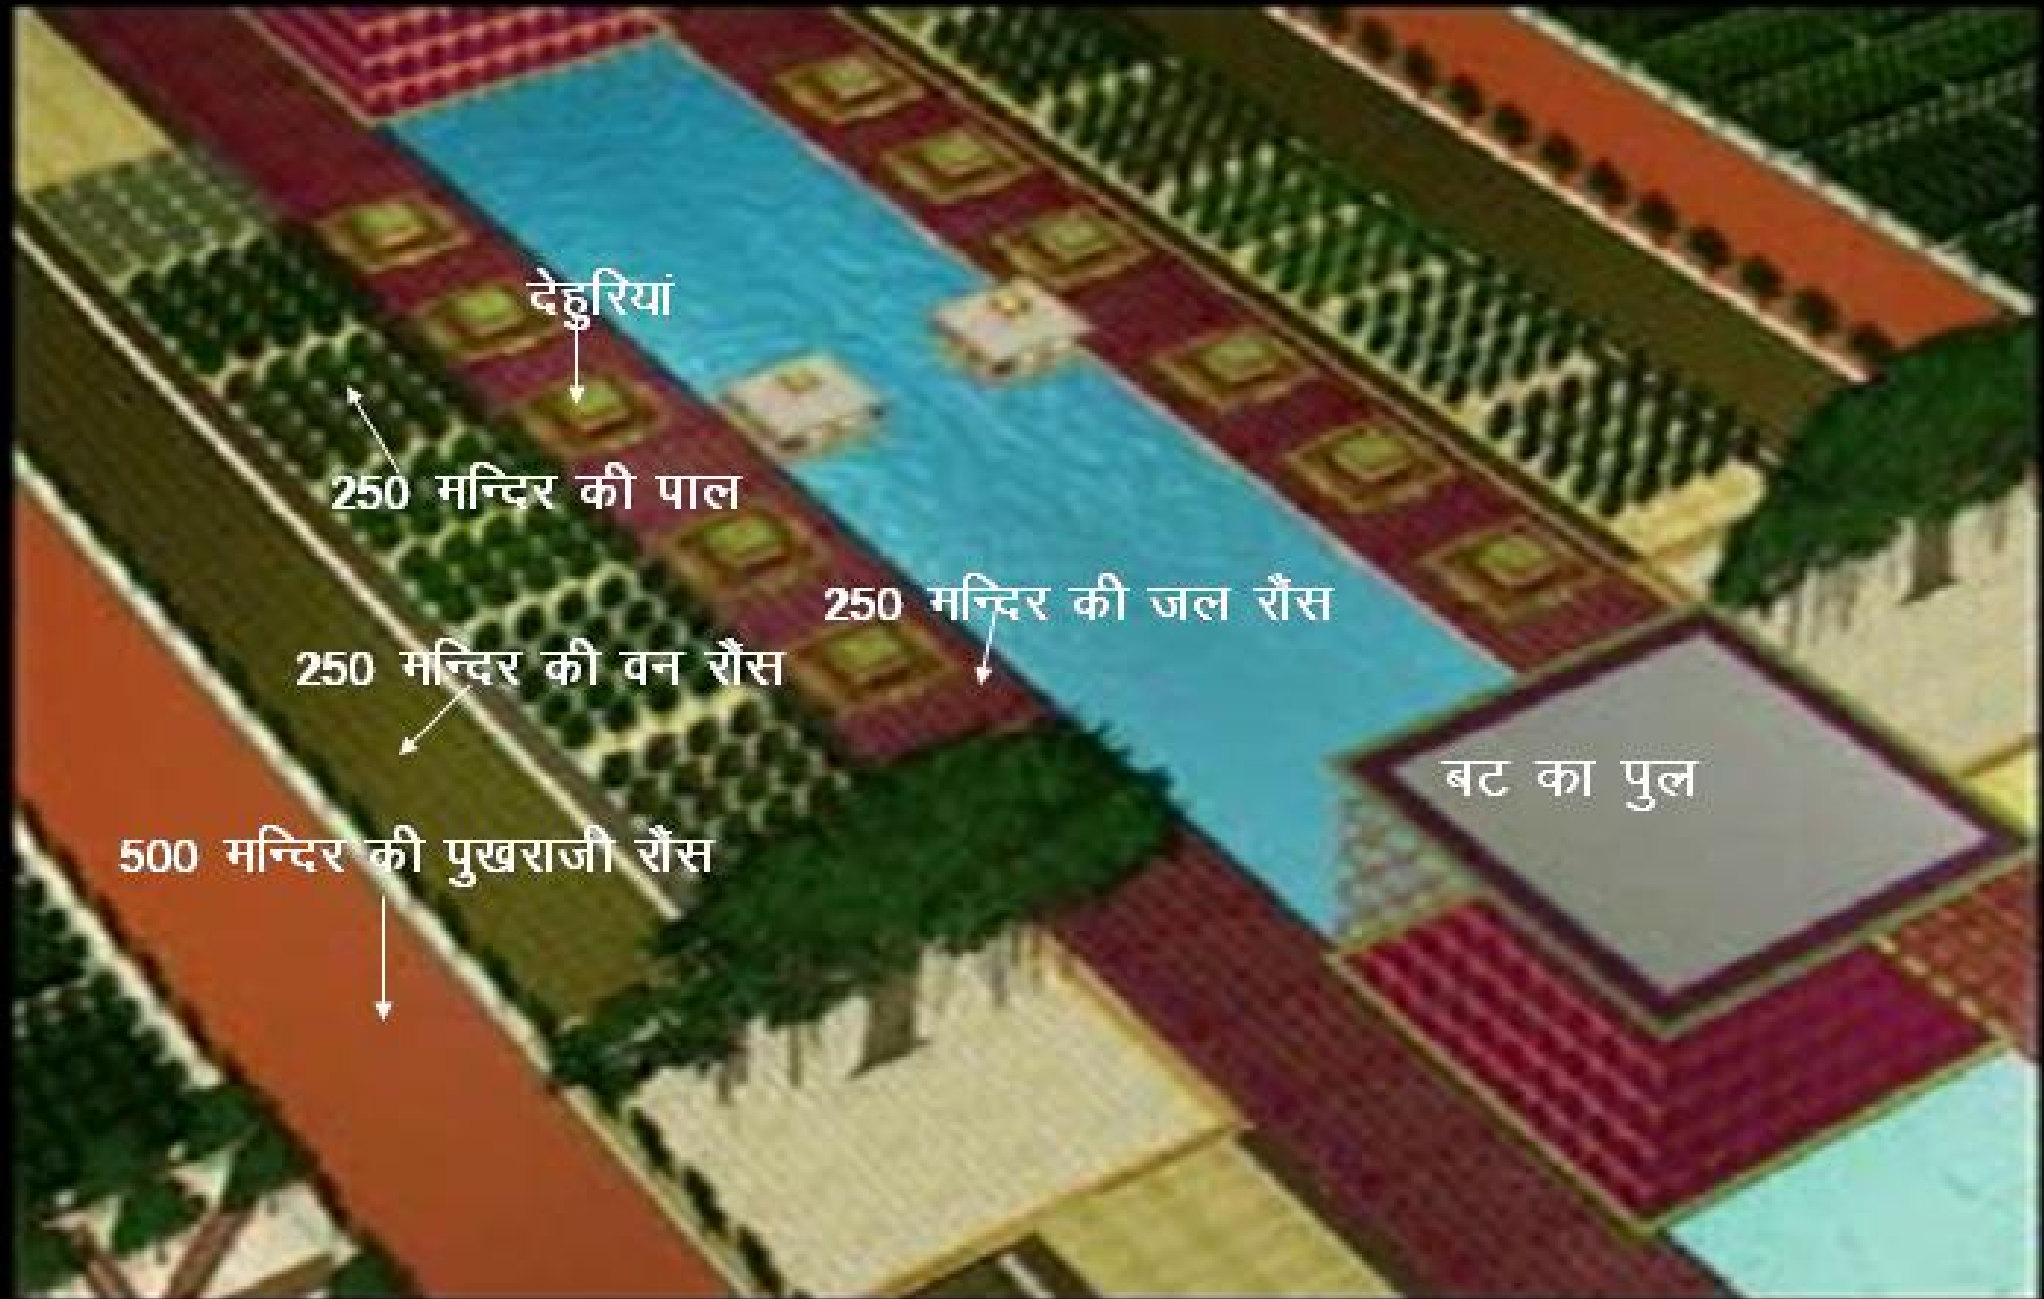 देहुरियां
250 मन्दिर की पाल
250 मन्दिर की जल रौंस
250 मन्दिर की वन रौंस
बट का पुल
500 मन्दिर की पुखराजी रौंस